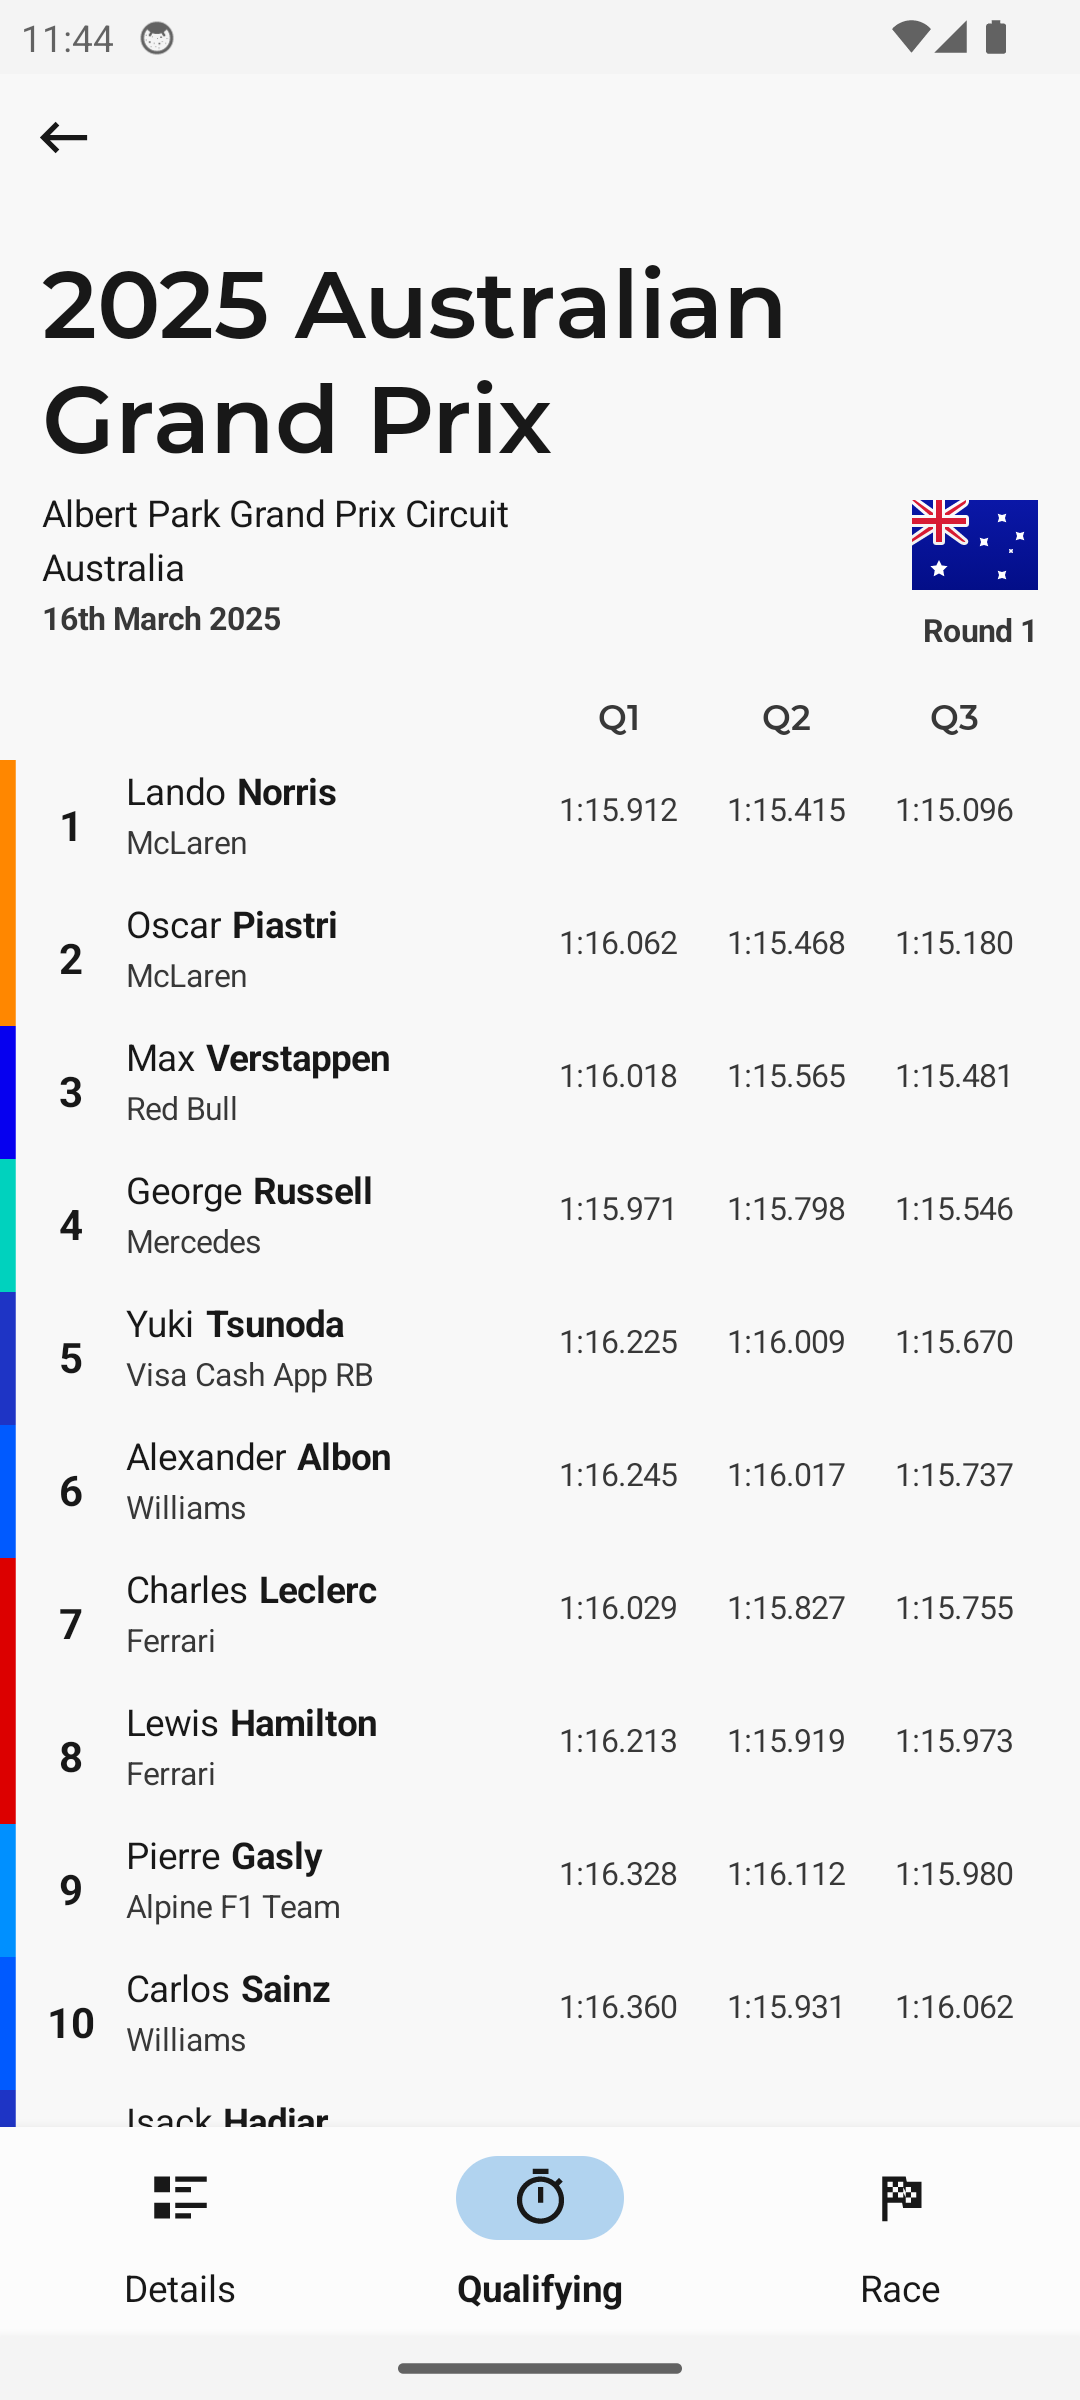 11:44
2025 Australian
Grand Prix
Albert Park Grand Prix Circuit
Australia
16th March 2025
Round 1
Q1 Q2 Q3
1 Lando Norris 1:15.912 1:15.415 1:15.096
McLaren
2 Oscar Piastri 1:16.062 1:15.468 1:15.180
McLaren
3 Max Verstappen 1:16.018 1:15.565 1:15.481
Red Bull
4 George Russell 1:15.971 1:15.798 1:15.546
Mercedes
5 Yuki Tsunoda 1:16.225 1:16.009 1:15.670
Visa Cash App RB
6 Alexander Albon 1:16.245 1:16.017 1:15.737
Williams
7 Charles Leclerc 1:16.029 1:15.827 1:15.755
Ferrari
8 Lewis Hamilton 1:16.213 1:15.919 1:15.973
Ferrari
9 Pierre Gasly 1:16.328 1:16.112 1:15.980
Alpine F1 Team
10 Carlos Sainz 1:16.360 1:15.931 1:16.062
Williams
Isack Hadjar
Details Qualifying Race